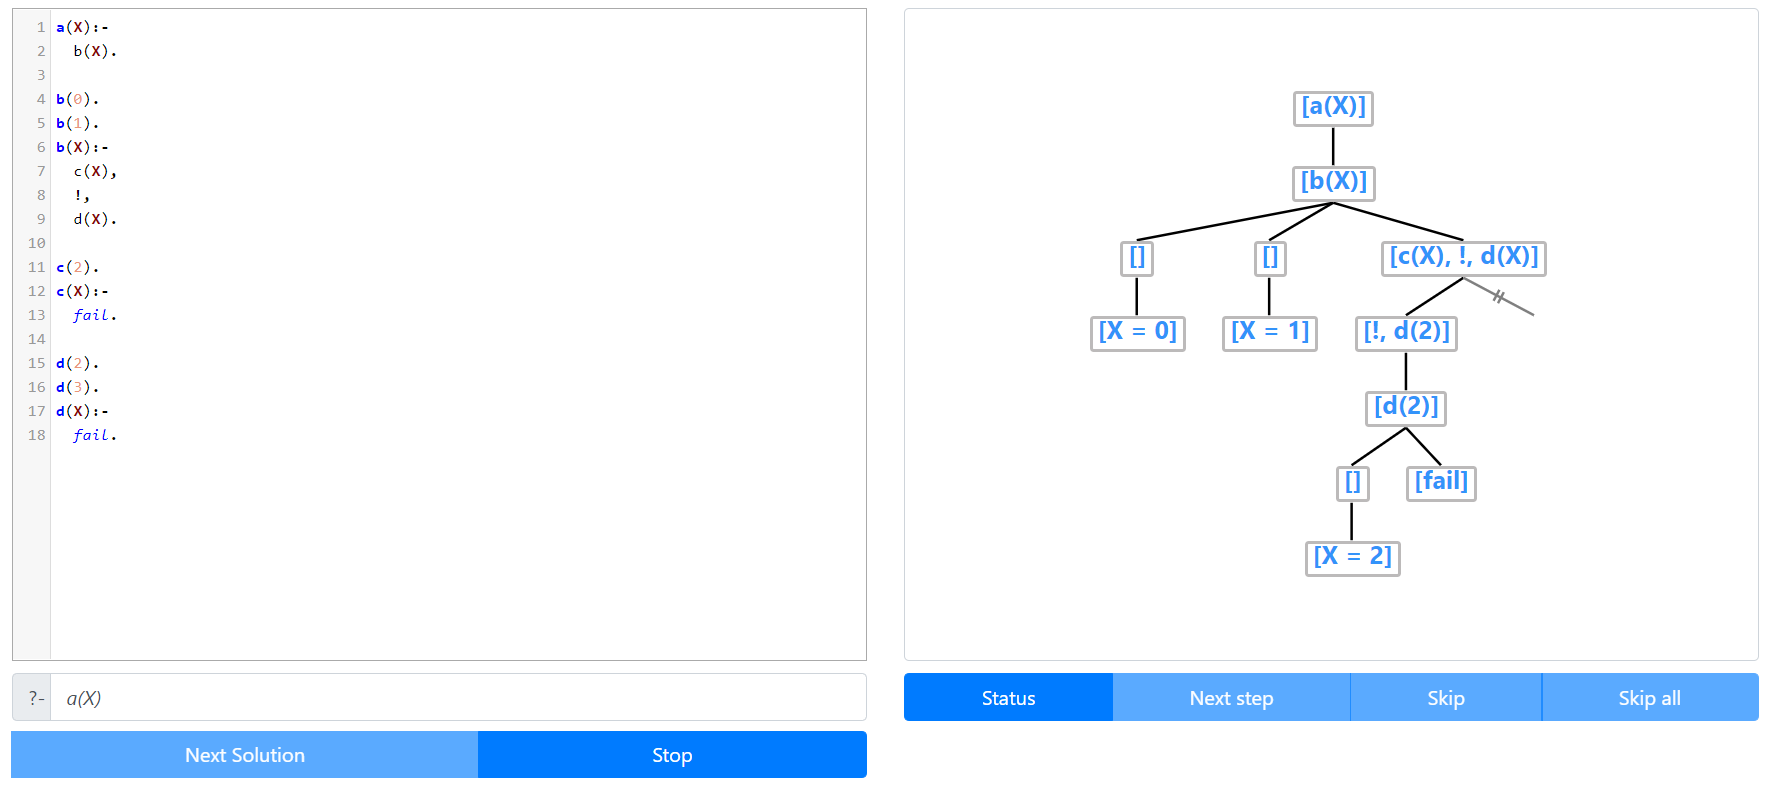 1 a(X):-
2   b(X).
3
4 b(0).
5 b(1).
6 b(X):-
7   c(X),
8   !,
9   d(X).
10
11 c(2).
12 c(X):-
13   fail.
14
15 d(2).
16 d(3).
17 d(X):-
18   fail.
?- a(X)
Next Solution Stop
[a(X)]
[b(X)]
[] [] [c(X), !, d(X)]
[X = 0] [X = 1] [!, d(2)]
[d(2)]
[] [fail]
[X = 2]
Status Next step Skip Skip all